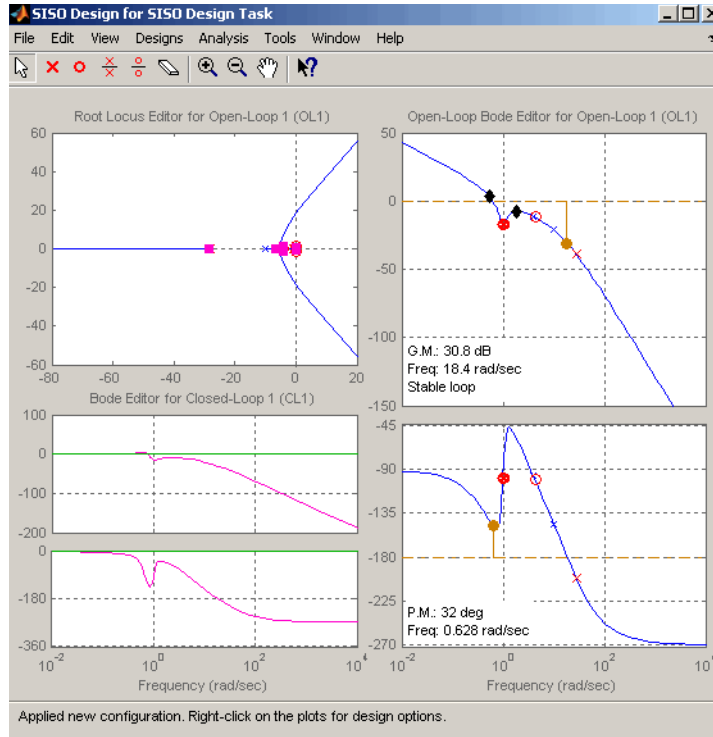 SISO Design for SISO Design Task
File Edit View Designs Analysis Tools Window Help
Root Locus Editor for Open-Loop 1 (OL1)
60
40
20
0
-20
-40
-60
-80 -60 -40 -20 0 20
Bode Editor for Closed-Loop 1 (CL1)
100
0
-100
-200
0
-180
-360
10^-2 10^0 10^2 10^4
Frequency (rad/sec)
Open-Loop Bode Editor for Open-Loop 1 (OL1)
50
0
-50
-100
-150
G.M.: 30.8 dB
Freq: 18.4 rad/sec
Stable loop
-45
-90
-135
-180
-225
-270
P.M.: 32 deg
Freq: 0.628 rad/sec
10^-2 10^0 10^2 10
Frequency (rad/sec)
Applied new configuration. Right-click on the plots for design options.